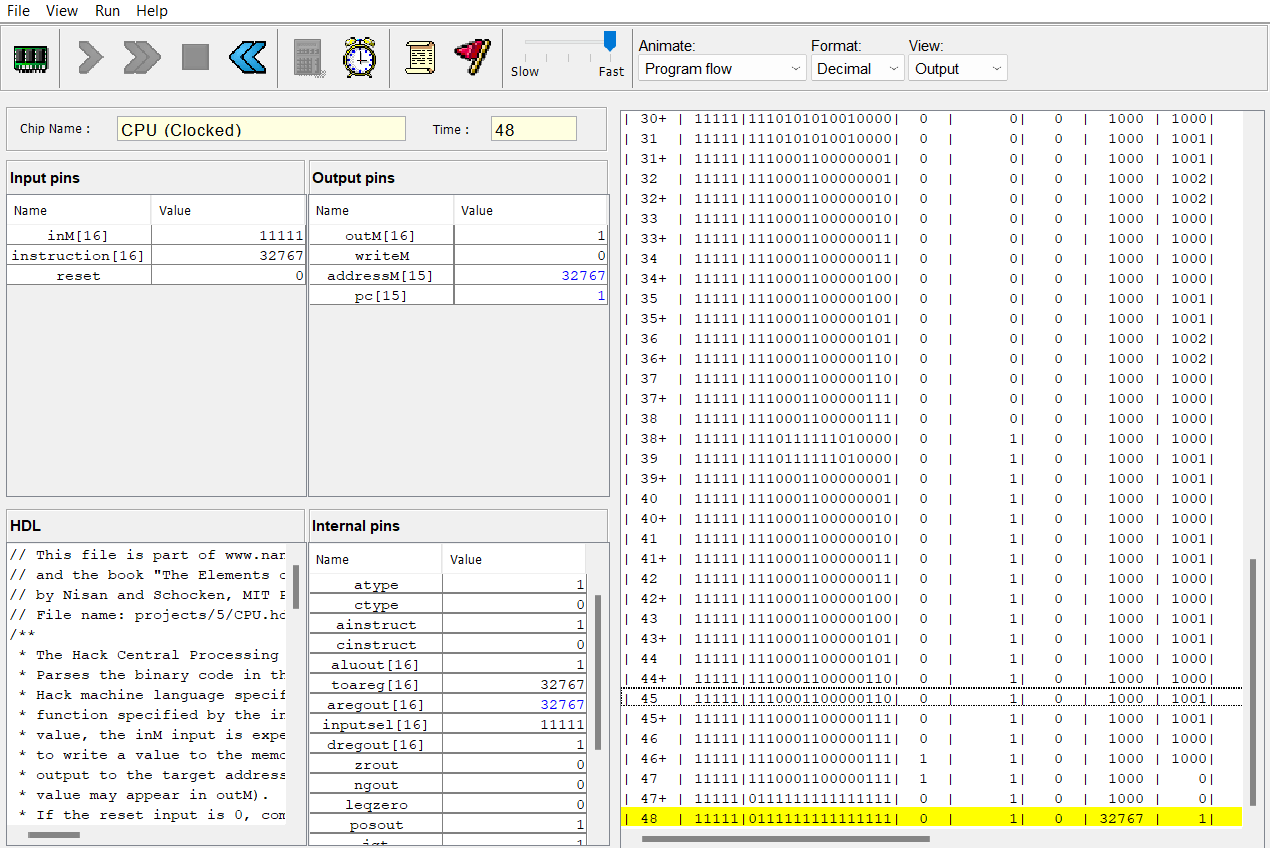 File View Run Help
Slow Fast
Animate: Format: View:
Program flow Decimal Output
Chip Name : CPU (Clocked) Time : 48
Input pins
Name Value
inM[16] 11111
instruction[16] 32767
reset 0
Output pins
Name Value
outM[16] 1
writeM 0
addressM[15] 32767
pc[15] 1
HDL
// This file is part of www.nan
// and the book "The Elements o
// by Nisan and Schocken, MIT P
// File name: projects/5/CPU.hd
/**
* The Hack Central Processing
* Parses the binary code in th
* Hack machine language specif
* function specified by the in
* value, the inM input is expe
* to write a value to the memo
* output to the target address
* value may appear in outM).
* If the reset input is 0, com
Internal pins
Name Value
atype 1
ctype 0
ainstruct 1
cinstruct 0
aluout[16] 1
toareg[16] 32767
aregout[16] 32767
inputsel[16] 11111
dregout[16] 1
zrout 0
ngout 0
leqzero 0
posout 1
jgt 1
| 30+ | 11111|1110101010010000| 0 | 0| 0 | 1000 | 1000|
| 31 | 11111|1110101010010000| 0 | 0| 0 | 1000 | 1001|
| 31+ | 11111|1110001100000001| 0 | 0| 0 | 1000 | 1001|
| 32 | 11111|1110001100000001| 0 | 0| 0 | 1000 | 1002|
| 32+ | 11111|1110001100000010| 0 | 0| 0 | 1000 | 1002|
| 33 | 11111|1110001100000010| 0 | 0| 0 | 1000 | 1000|
| 33+ | 11111|1110001100000011| 0 | 0| 0 | 1000 | 1000|
| 34 | 11111|1110001100000011| 0 | 0| 0 | 1000 | 1000|
| 34+ | 11111|1110001100000100| 0 | 0| 0 | 1000 | 1000|
| 35 | 11111|1110001100000100| 0 | 0| 0 | 1000 | 1001|
| 35+ | 11111|1110001100000101| 0 | 0| 0 | 1000 | 1001|
| 36 | 11111|1110001100000101| 0 | 0| 0 | 1000 | 1002|
| 36+ | 11111|1110001100000110| 0 | 0| 0 | 1000 | 1002|
| 37 | 11111|1110001100000110| 0 | 0| 0 | 1000 | 1000|
| 37+ | 11111|1110001100000111| 0 | 0| 0 | 1000 | 1000|
| 38 | 11111|1110001100000111| 0 | 0| 0 | 1000 | 1000|
| 38+ | 11111|1110111111010000| 0 | 1| 0 | 1000 | 1000|
| 39 | 11111|1110111111010000| 0 | 1| 0 | 1000 | 1001|
| 39+ | 11111|1110001100000001| 0 | 1| 0 | 1000 | 1001|
| 40 | 11111|1110001100000001| 0 | 1| 0 | 1000 | 1000|
| 40+ | 11111|1110001100000010| 0 | 1| 0 | 1000 | 1000|
| 41 | 11111|1110001100000010| 0 | 1| 0 | 1000 | 1001|
| 41+ | 11111|1110001100000011| 0 | 1| 0 | 1000 | 1001|
| 42 | 11111|1110001100000011| 0 | 1| 0 | 1000 | 1000|
| 42+ | 11111|1110001100000100| 0 | 1| 0 | 1000 | 1000|
| 43 | 11111|1110001100000100| 0 | 1| 0 | 1000 | 1001|
| 43+ | 11111|1110001100000101| 0 | 1| 0 | 1000 | 1001|
| 44 | 11111|1110001100000101| 0 | 1| 0 | 1000 | 1000|
| 44+ | 11111|1110001100000110| 0 | 1| 0 | 1000 | 1000|
| 45 | 11111|1110001100000110| 0 | 1| 0 | 1000 | 1001|
| 45+ | 11111|1110001100000111| 0 | 1| 0 | 1000 | 1001|
| 46 | 11111|1110001100000111| 0 | 1| 0 | 1000 | 1000|
| 46+ | 11111|1110001100000111| 1 | 1| 0 | 1000 | 1000|
| 47 | 11111|1110001100000111| 1 | 1| 0 | 1000 | 0|
| 47+ | 11111|0111111111111111| 0 | 1| 0 | 1000 | 0|
| 48 | 11111|0111111111111111| 0 | 1| 0 | 32767 | 1|